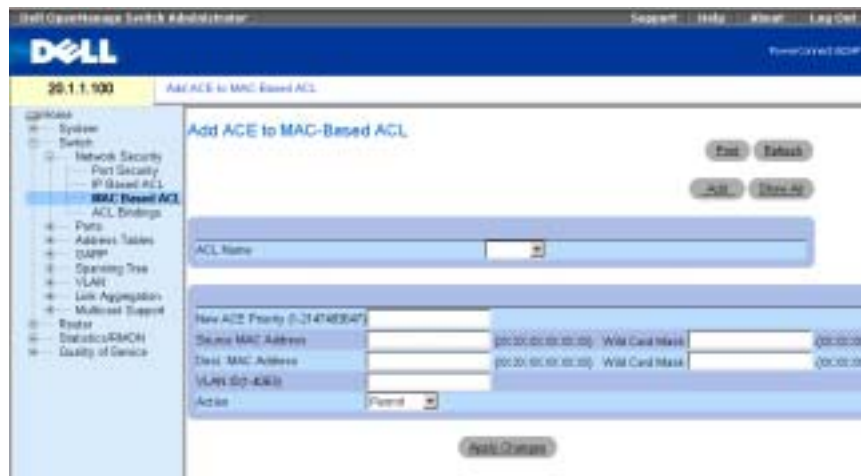 Dell OpenManage Switch Administrator
Support Help About Log Out
DELL
20.1.1.100
Add ACE to MAC Based ACL
Home
System
Switch
Network Security
Port Security
IP Based ACL
MAC Based ACL
ACL Bindings
Ports
Address Tables
GARP
Spanning Tree
VLAN
Link Aggregation
Multicast Support
Router
Statistics/RMON
Quality of Service
Add ACE to MAC-Based ACL
Print Refresh
Add Show All
ACL Name
New ACE Priority (1-2147483647)
Source MAC Address Wild Card Mask
Dest. MAC Address Wild Card Mask
VLAN ID(1-4093)
Action Permit
Apply Changes